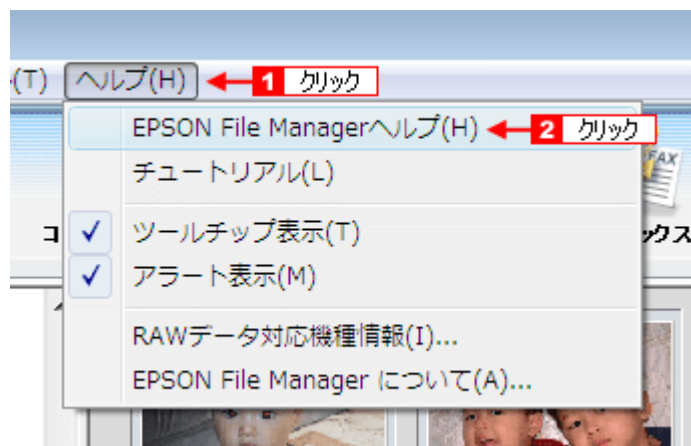 (T) ヘルプ(H) 1 クリック
EPSON File Managerヘルプ(H) 2 クリック
チュートリアル(L)
FAX
コ
ツールチップ表示(T)
ックス
アラート表示(M)
RAWデータ対応機種情報(I)...
EPSON File Manager について(A)...